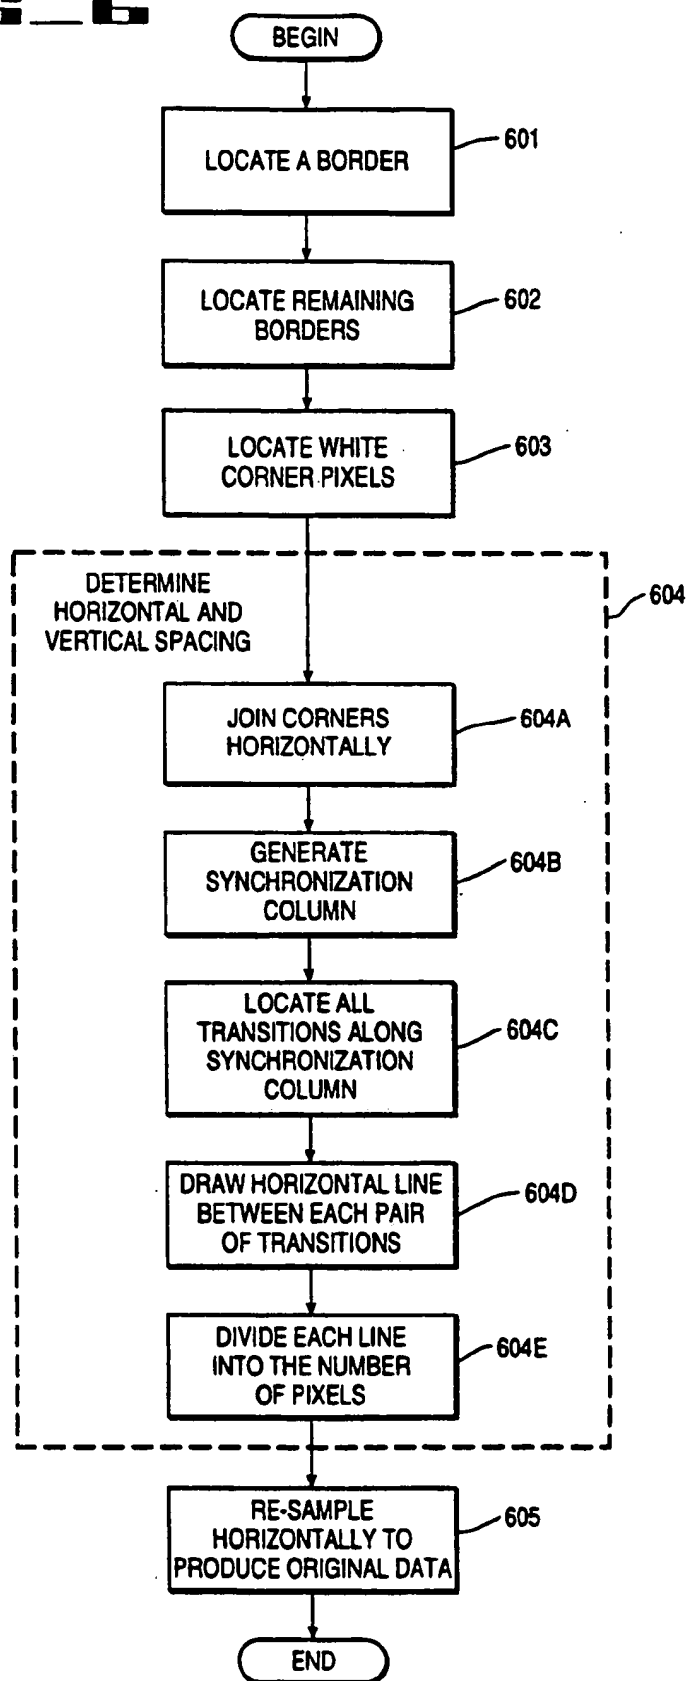 BEGIN
LOCATE A BORDER
601
LOCATE REMAINING
BORDERS
602
LOCATE WHITE
CORNER PIXELS
603
DETERMINE
HORIZONTAL AND
VERTICAL SPACING
604
JOIN CORNERS
HORIZONTALLY
604A
GENERATE
SYNCHRONIZATION
COLUMN
604B
LOCATE ALL
TRANSITIONS ALONG
SYNCHRONIZATION
COLUMN
604C
DRAW HORIZONTAL LINE
BETWEEN EACH PAIR
OF TRANSITIONS
604D
DIVIDE EACH LINE
INTO THE NUMBER
OF PIXELS
604E
RE-SAMPLE
HORIZONTALLY TO
PRODUCE ORIGINAL DATA
605
END